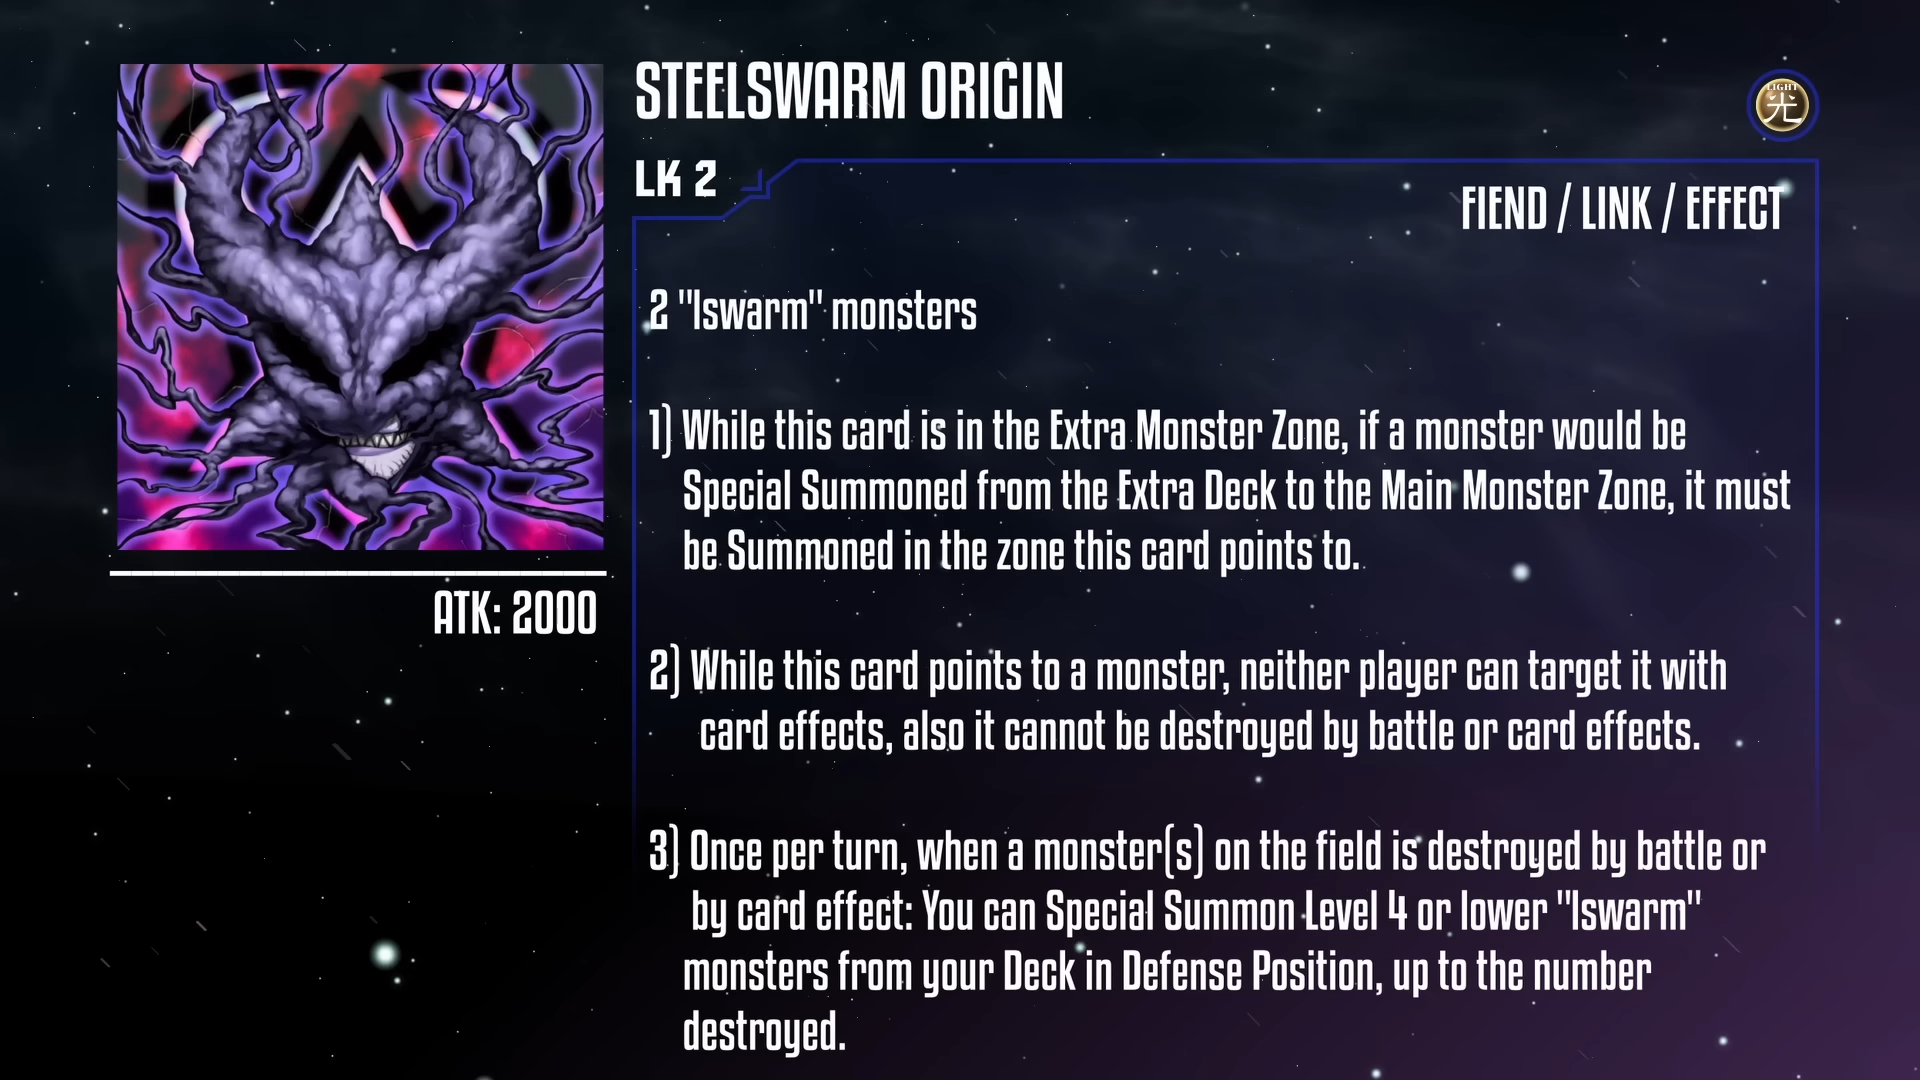 STEELSWARM ORIGIN
LIGHT
光
LK 2
FIEND / LINK / EFFECT
2 "lswarm" monsters
1) While this card is in the Extra Monster Zone, if a monster would be
Special Summoned from the Extra Deck to the Main Monster Zone, it must
be Summoned in the zone this card points to.
ATK: 2000
2) While this card points to a monster, neither player can target it with
card effects, also it cannot be destroyed by battle or card effects.
3) Once per turn, when a monster(s) on the field is destroyed by battle or
by card effect: You can Special Summon Level 4 or lower "lswarm"
monsters from your Deck in Defense Position, up to the number
destroyed.